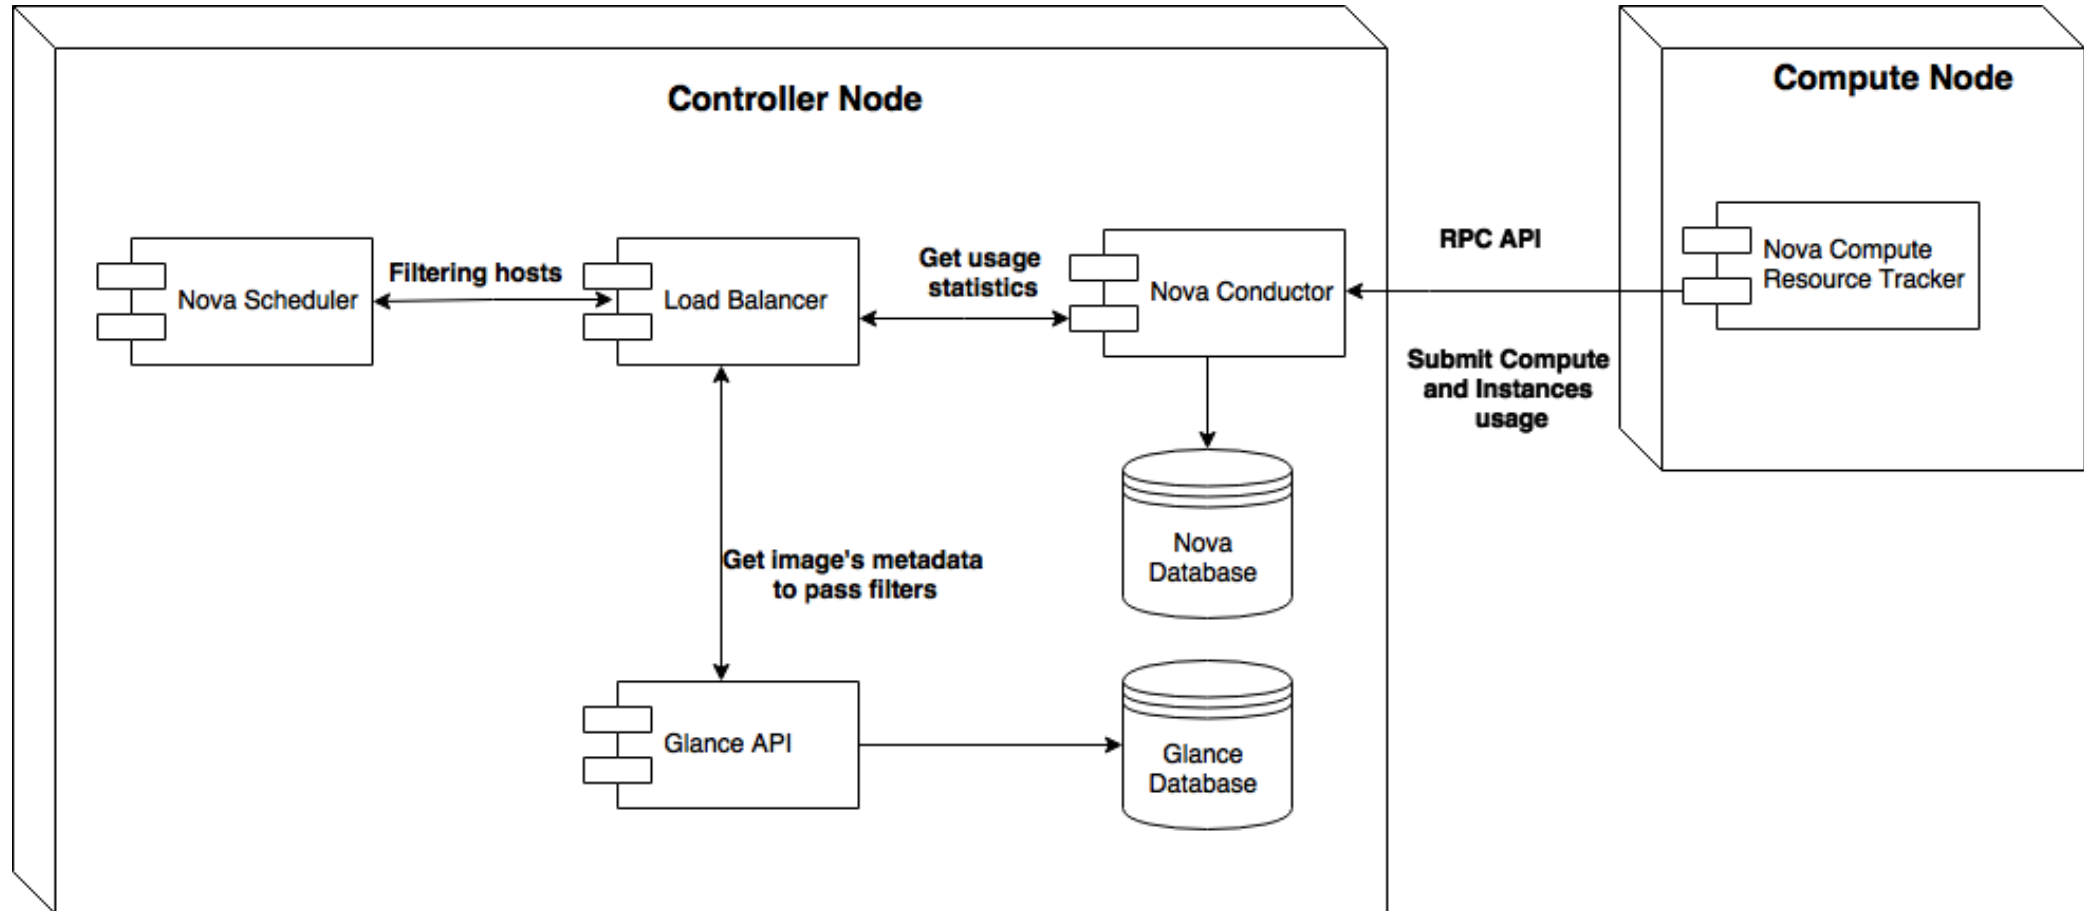 Controller Node
Compute Node
Nova Scheduler
Filtering hosts
Load Balancer
Get usage
statistics
Nova Conductor
RPC API
Nova Compute
Resource Tracker
Submit Compute
and Instances
usage
Get image's metadada
to pass filters
Nova
Database
Glance API
Glance
Database